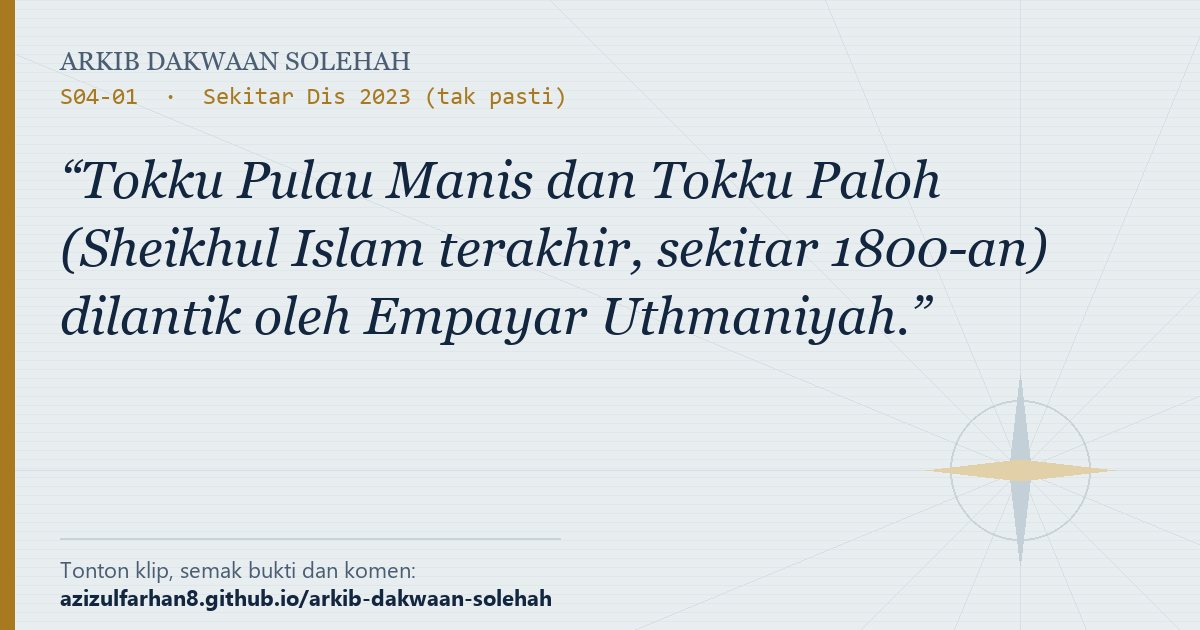 ARKIB DAKWAAN SOLEHAH
S04-01 · Sekitar Dis 2023 (tak pasti)
“Tokku Pulau Manis dan Tokku Paloh
(Sheikhul Islam terakhir, sekitar 1800-an)
dilantik oleh Empayar Uthmaniyah.”
Tonton klip, semak bukti dan komen:
azizulfarhan8.github.io/arkib-dakwaan-solehah